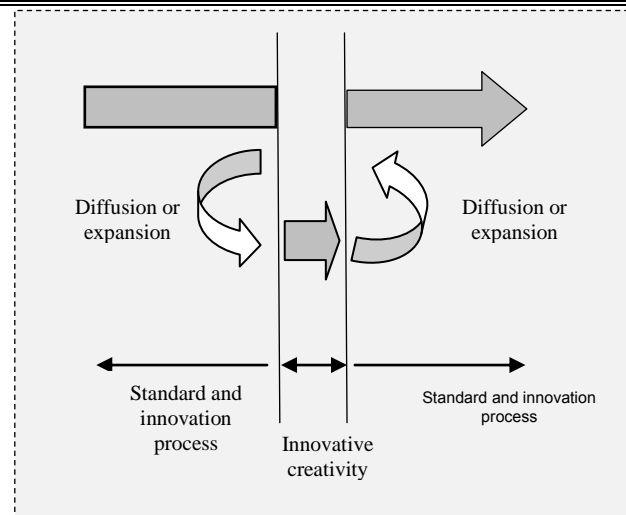 Diffusion or
expansion
Diffusion or
expansion
Standard and
innovation
process
Innovative
creativity
Standard and innovation
process